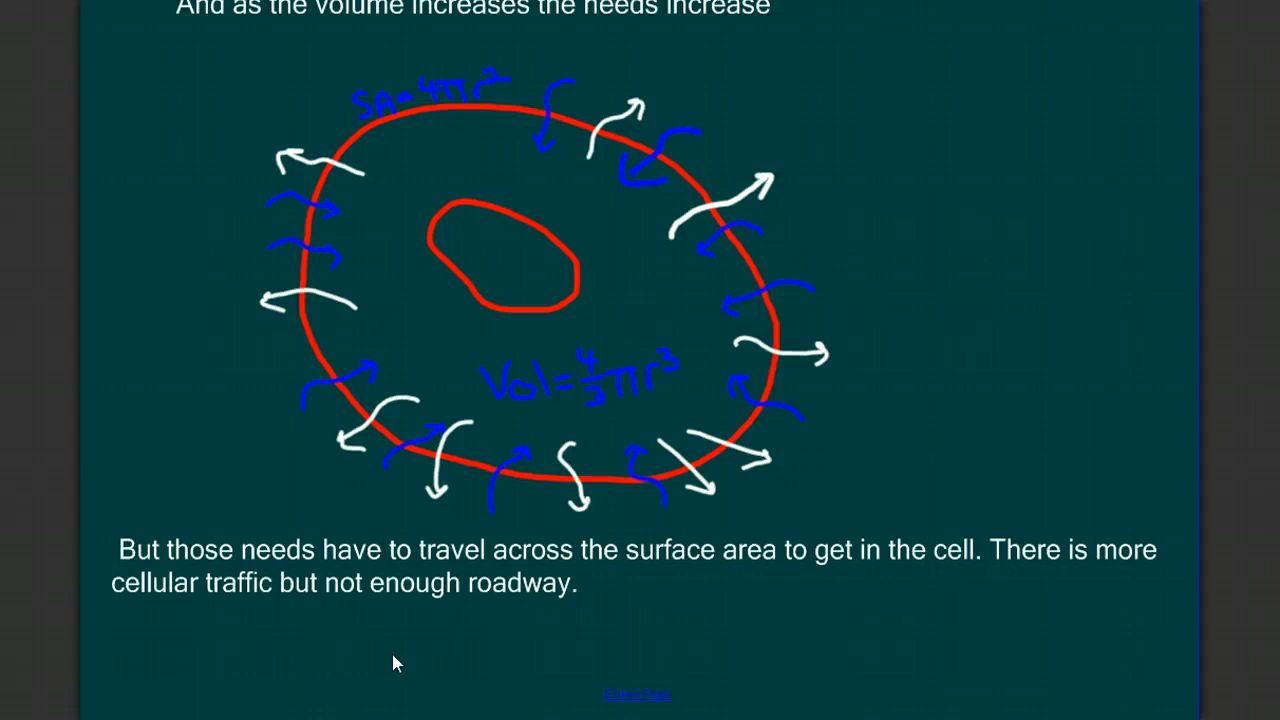 And as the volume increases the needs increase
SA=4πr²
Vol=4/3πr³
But those needs have to travel across the surface area to get in the cell. There is more
cellular traffic but not enough roadway.